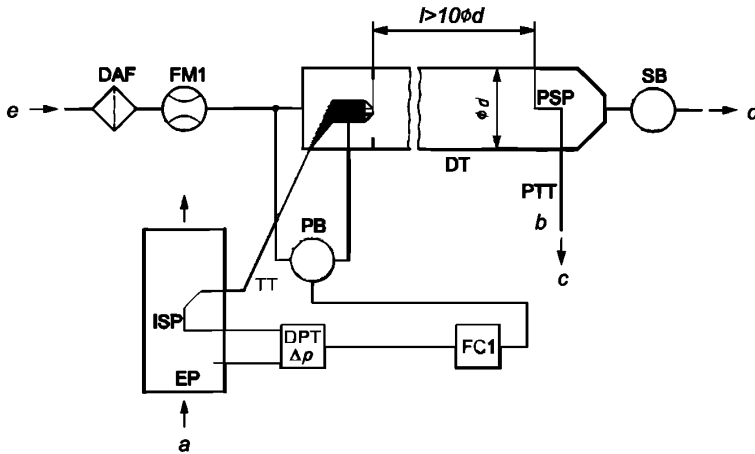 l>10ϕd
DAF
FM1
SB
e
PSP
ϕd
d
DT
PTT
PB
b
TT
c
ISP
DPT
Δp
FC1
EP
a